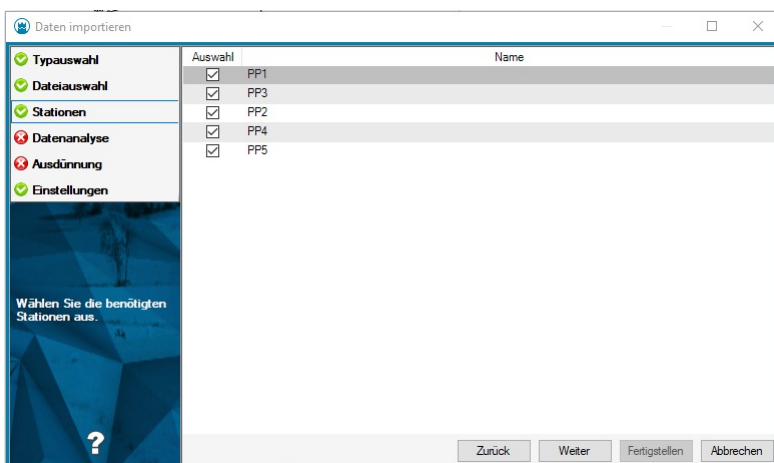 Daten importieren
Typauswahl
Dateiauswahl
Stationen
Datenanalyse
Ausdünnung
Einstellungen
Wählen Sie die benötigten
Stationen aus.
?
Auswahl Name
PP1
PP3
PP2
PP4
PP5
Zurück Weiter Fertigstellen Abbrechen